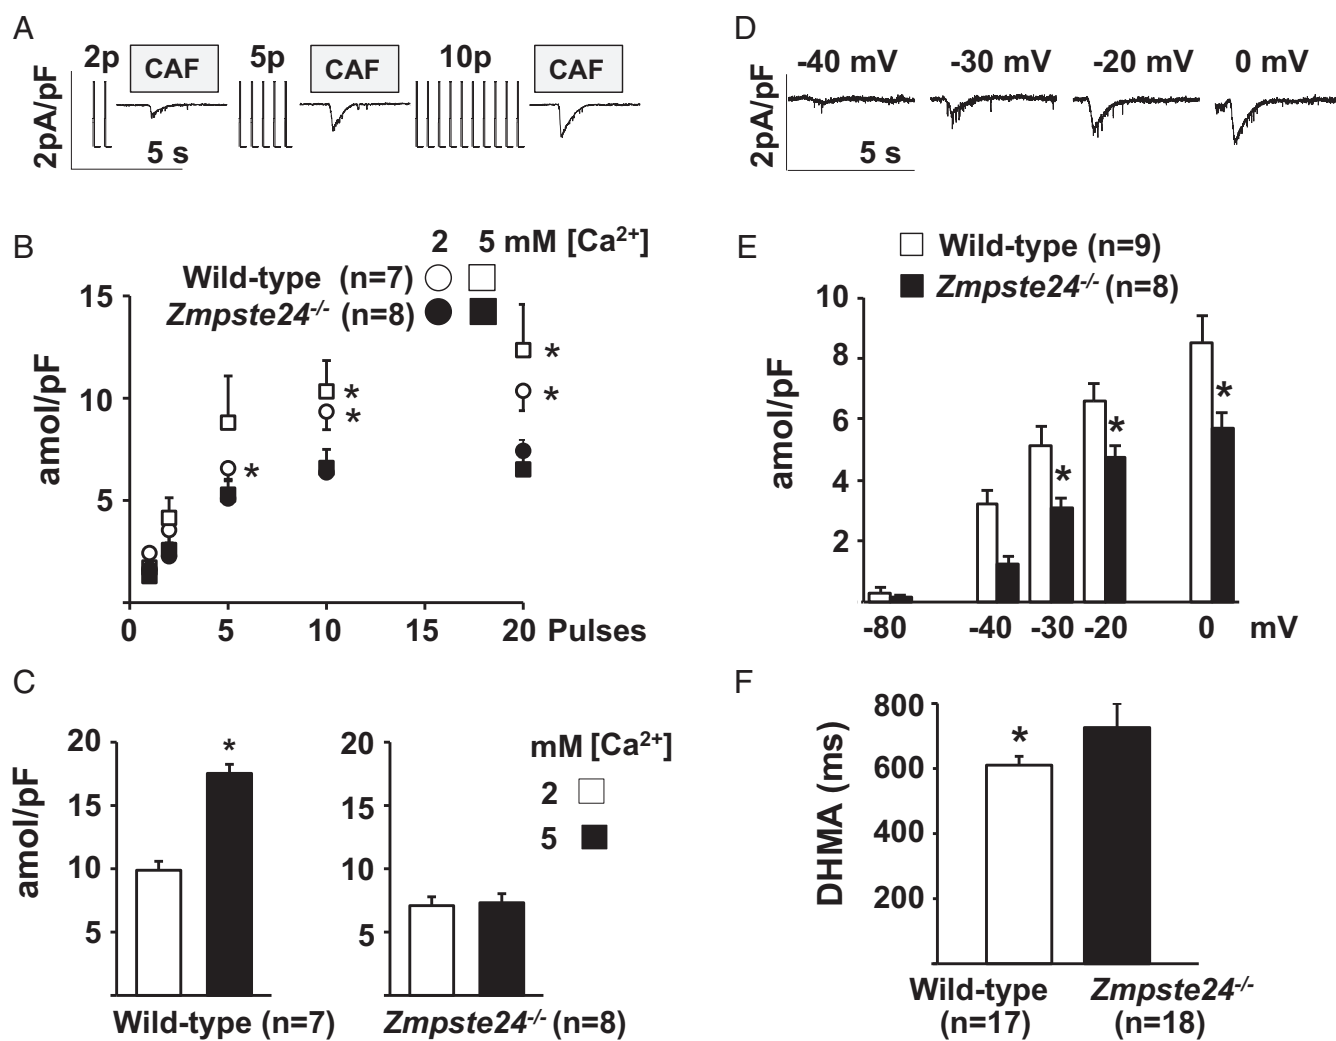 A
2p CAF 5p CAF 10p CAF
2pA/pF
5 s
B
2 5 mM [Ca²⁺]
Wild-type (n=7)
Zmpste24⁻/⁻ (n=8)
15
10
5
amol/pF
0 5 10 15 20 Pulses
*
*
*
*
*
C
mM [Ca²⁺]
2
5
20
15
10
5
amol/pF
*
Wild-type (n=7)
20
15
10
5
Zmpste24⁻/⁻ (n=8)
D
-40 mV -30 mV -20 mV 0 mV
2pA/pF
5 s
E
Wild-type (n=9)
Zmpste24⁻/⁻ (n=8)
10
8
6
4
2
amol/pF
*
*
*
-80 -40 -30 -20 0 mV
F
800
600
400
200
DHMA (ms)
*
Wild-type
(n=17)
Zmpste24⁻/⁻
(n=18)